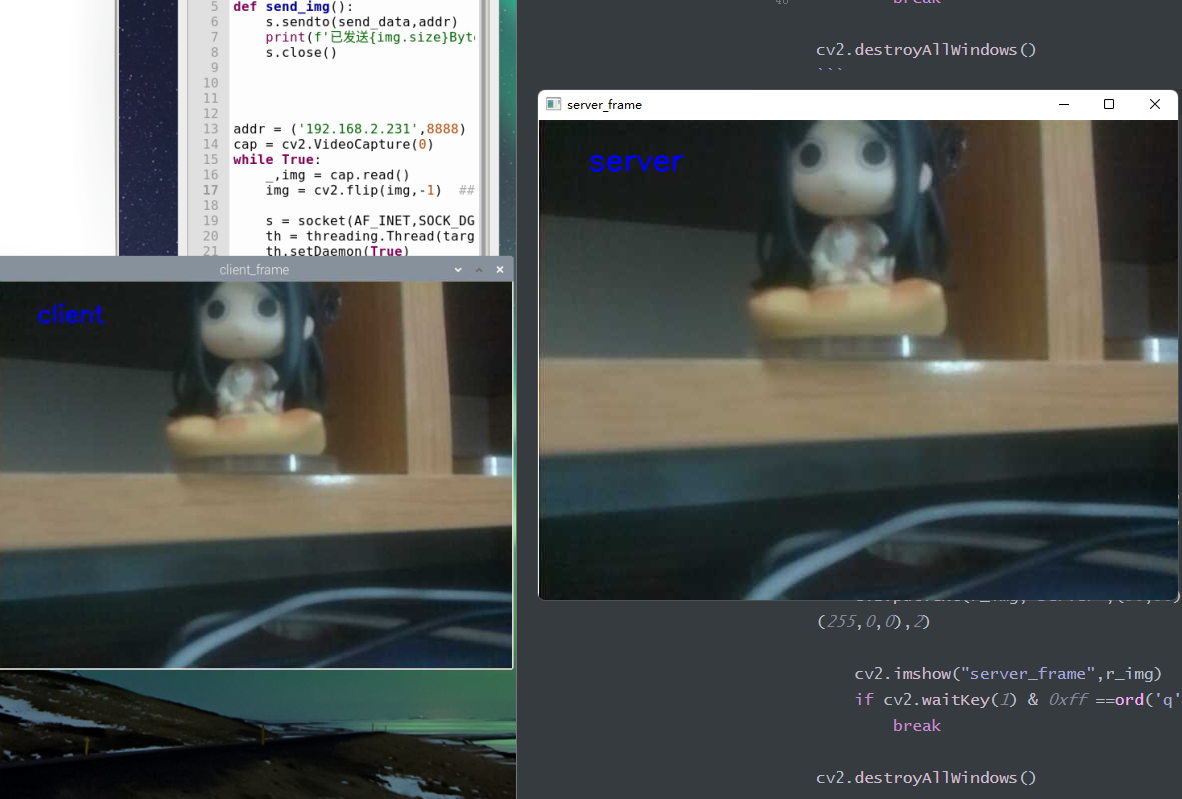 5 def send_img():
6 s.sendto(send_data,addr)
7 print(f'已发送{img.size}Byt
8 s.close()
9
10
11
12
13 addr = ('192.168.2.231',8888)
14 cap = cv2.VideoCapture(0)
15 while True:
16 _,img = cap.read()
17 img = cv2.flip(img,-1) ##
18
19 s = socket(AF_INET,SOCK_DG
20 th = threading.Thread(targ
21 th.setDaemon(True)
client_frame
client
break
cv2.destroyAllWindows()
```
server_frame
server
(255,0,0),2)
cv2.imshow("server_frame",r_img)
if cv2.waitKey(1) & 0xff ==ord('q'
break
cv2.destroyAllWindows()